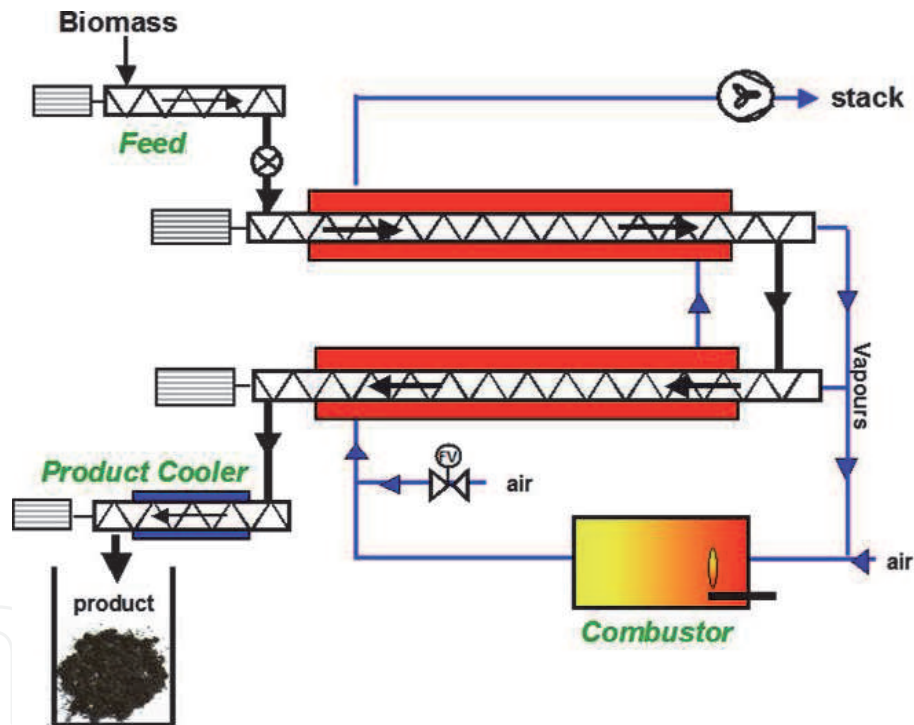 Biomass
Feed
stack
Vapours
Product Cooler
FV
air
air
product
Combustor